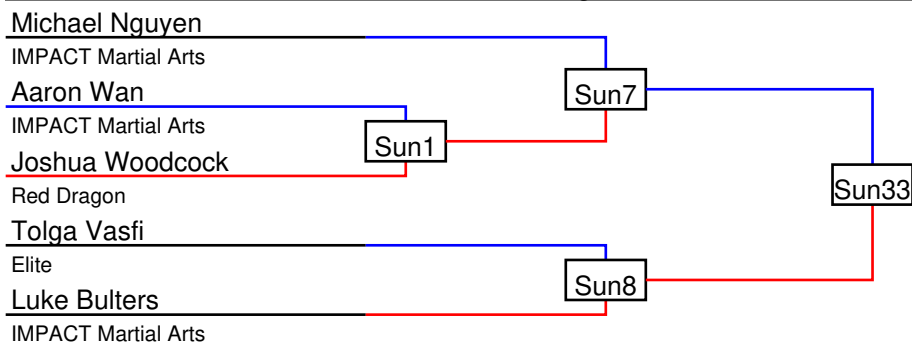 Michael Nguyen
IMPACT Martial Arts
Sun7
Aaron Wan
IMPACT Martial Arts
Sun1
Joshua Woodcock
Red Dragon
Sun33
Tolga Vasfi
Elite
Sun8
Luke Bulters
IMPACT Martial Arts